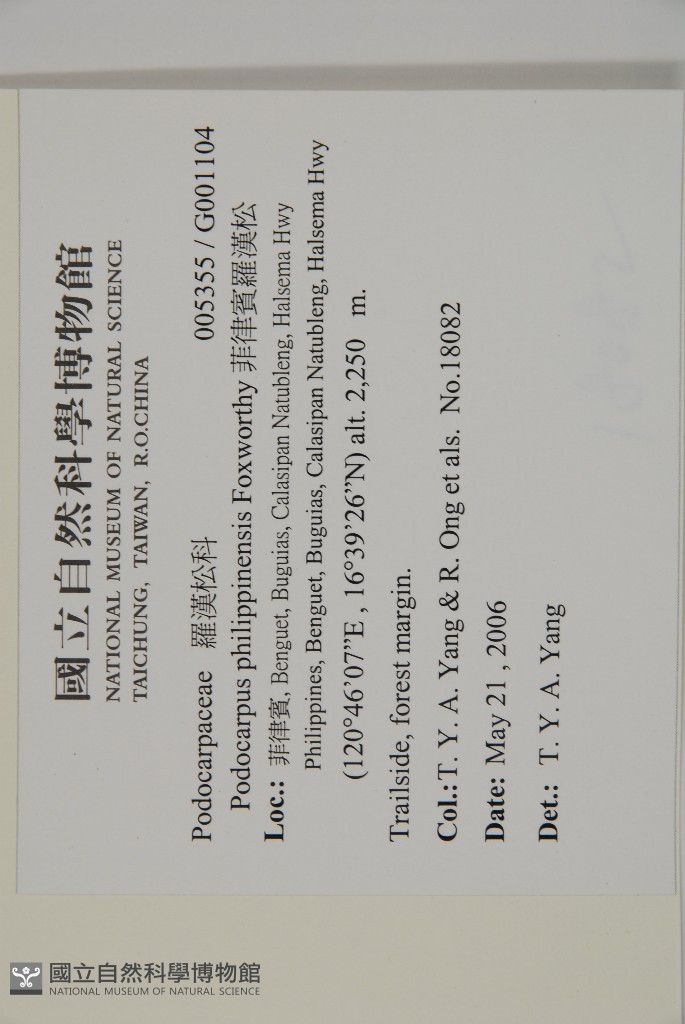 國立自然科學博物館
NATIONAL MUSEUM OF NATURAL SCIENCE
TAICHUNG, TAIWAN, R.O.CHINA
Podocarpaceae 羅漢松科 005355 / G001104
Podocarpus philippinensis Foxworthy 菲律賓羅漢松
Loc.: 菲律賓, Benguet, Buguias, Calasipan Natubleng, Halsema Hwy
Philippines, Benguet, Buguias, Calasipan Natubleng, Halsema Hwy
(120°46’07”E , 16°39’26”N) alt. 2,250 m.
Trailside, forest margin.
Col.:T. Y. A. Yang & R. Ong et als. No.18082
Date: May 21 , 2006
Det.: T. Y. A. Yang
國立自然科學博物館
NATIONAL MUSEUM OF NATURAL SCIENCE